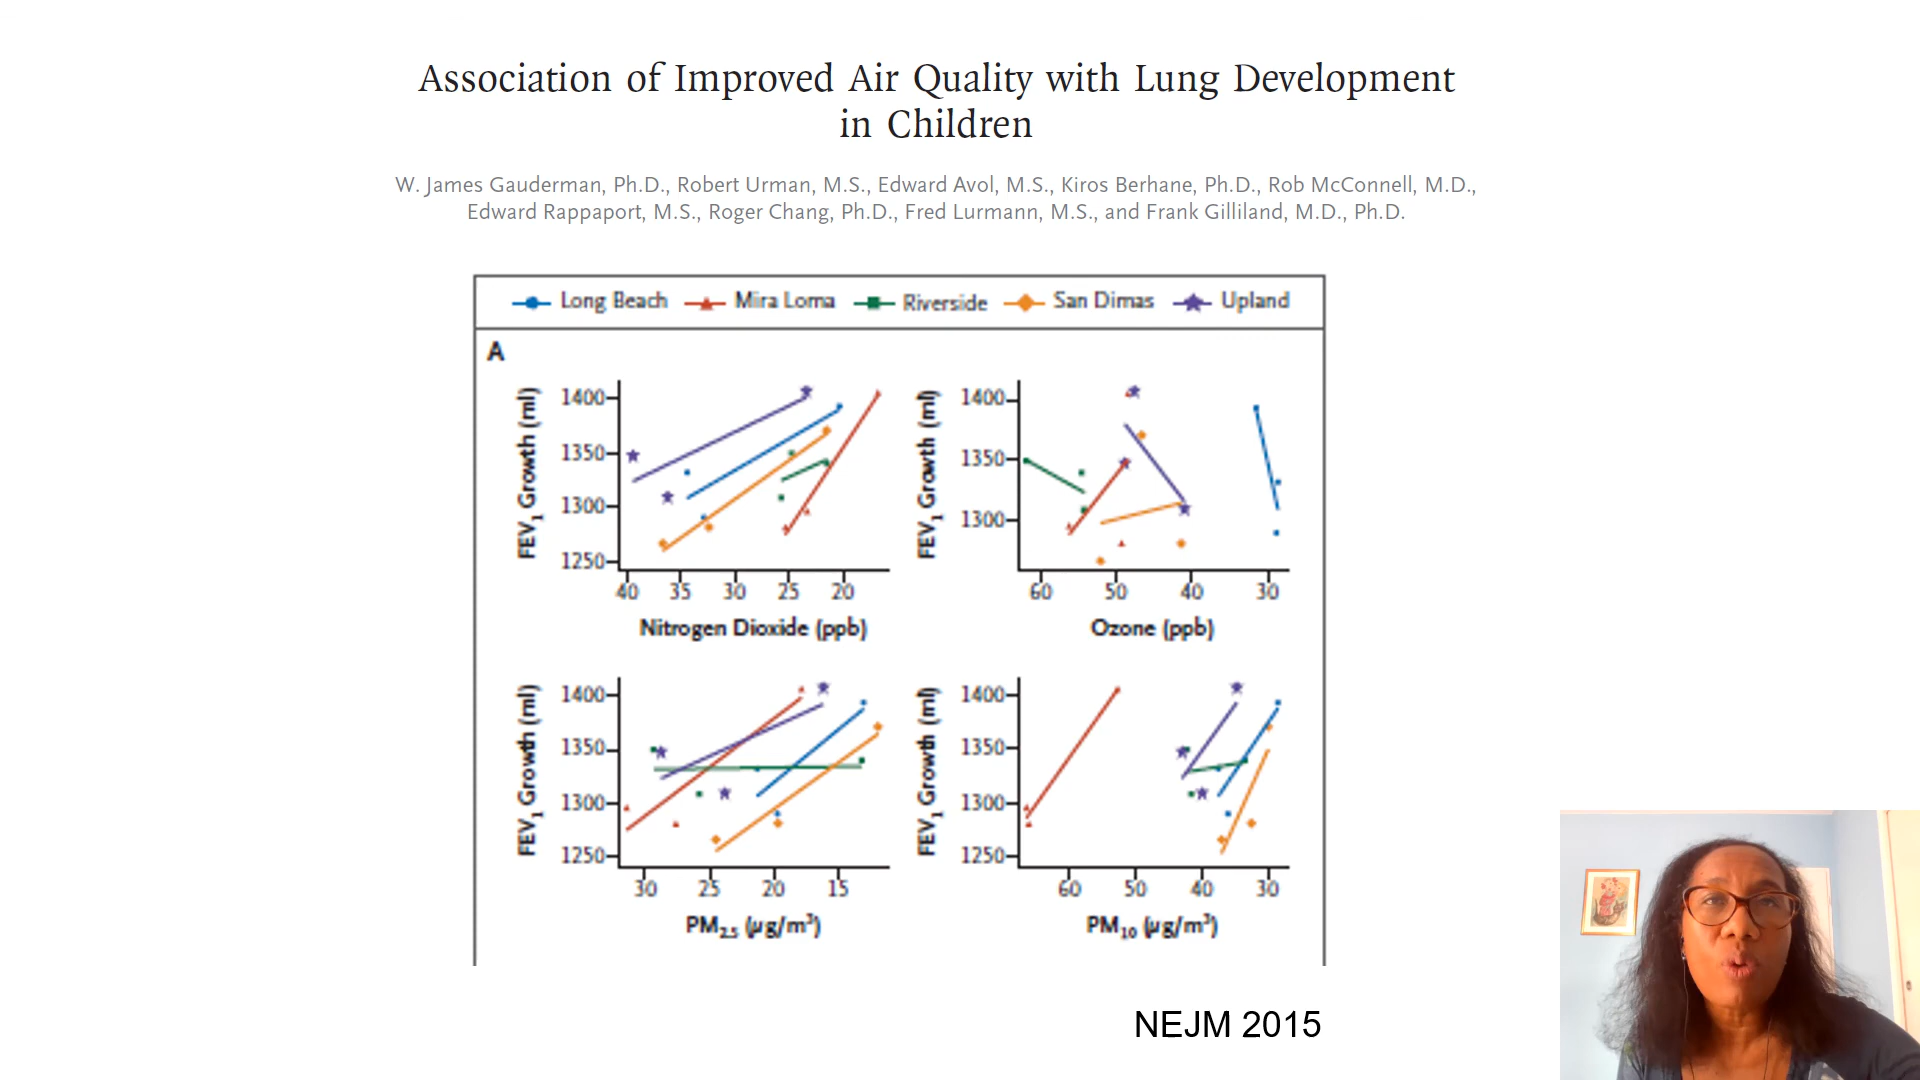 Association of Improved Air Quality with Lung Development
in Children
W. James Gauderman, Ph.D., Robert Urman, M.S., Edward Avol, M.S., Kiros Berhane, Ph.D., Rob McConnell, M.D.,
Edward Rappaport, M.S., Roger Chang, Ph.D., Fred Lurmann, M.S., and Frank Gilliland, M.D., Ph.D.
Long Beach Mira Loma Riverside San Dimas Upland
A
FEV1 Growth (ml)
1400
1350
1300
1250
40 35 30 25 20
Nitrogen Dioxide (ppb)
FEV1 Growth (ml)
1400
1350
1300
60 50 40 30
Ozone (ppb)
FEV1 Growth (ml)
1400
1350
1300
1250
30 25 20 15
PM2.5 (μg/m³)
FEV1 Growth (ml)
1400
1350
1300
1250
60 50 40 30
PM10 (μg/m³)
NEJM 2015